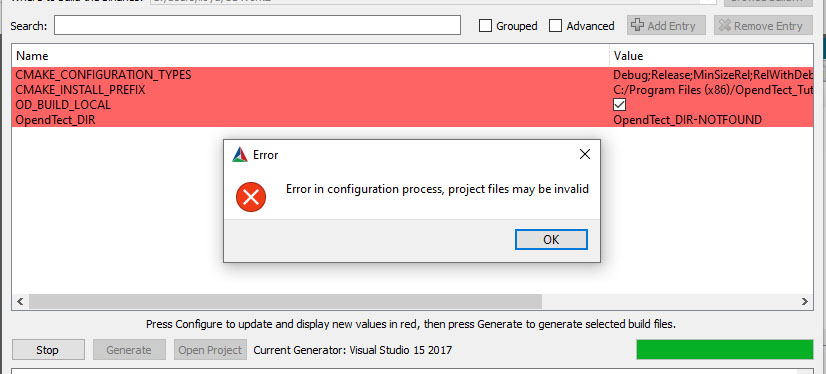 Search:
Grouped
Advanced
Add Entry
Remove Entry
Name Value
CMAKE_CONFIGURATION_TYPES Debug;Release;MinSizeRel;RelWithDeb
CMAKE_INSTALL_PREFIX C:/Program Files (x86)/OpendTect_Tut
OD_BUILD_LOCAL
OpendTect_DIR OpendTect_DIR-NOTFOUND
Error
Error in configuration process, project files may be invalid
OK
Press Configure to update and display new values in red, then press Generate to generate selected build files.
Stop Generate Open Project Current Generator: Visual Studio 15 2017